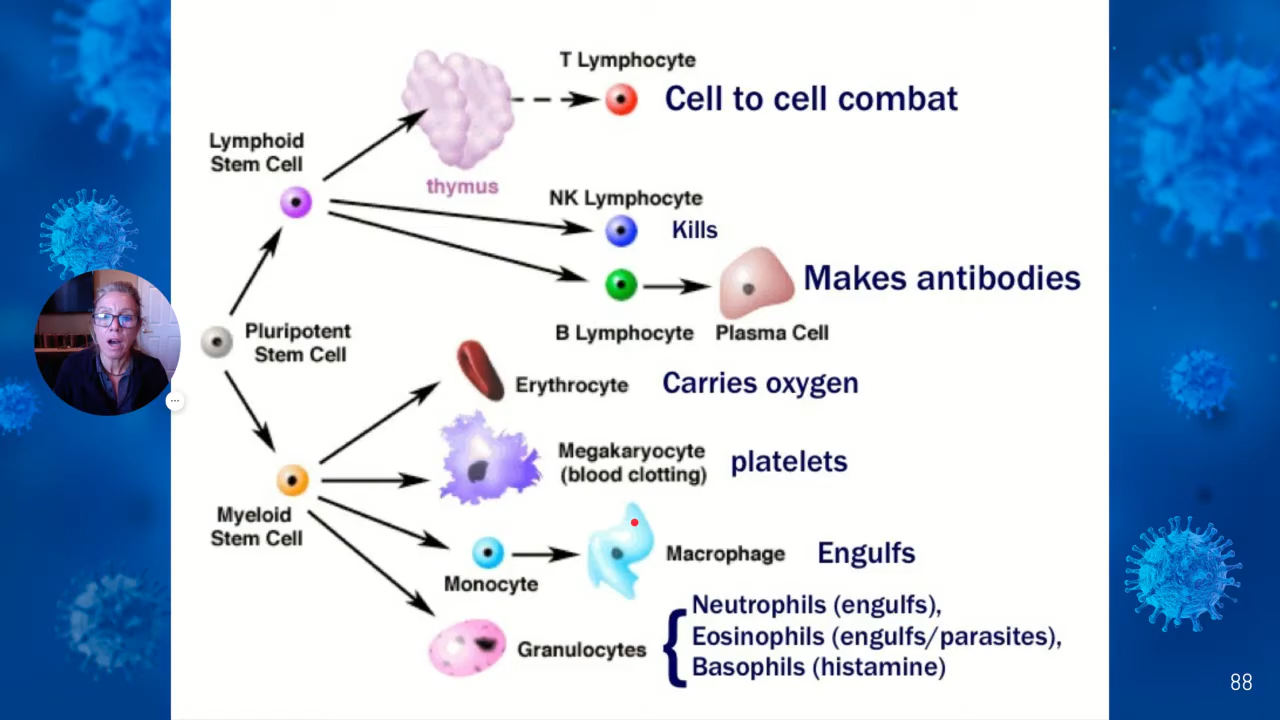 T Lymphocyte
Cell to cell combat
Lymphoid
Stem Cell
thymus
NK Lymphocyte
Kills
Makes antibodies
B Lymphocyte
Plasma Cell
Pluripotent
Stem Cell
Erythrocyte
Carries oxygen
Megakaryocyte
(blood clotting)
platelets
Myeloid
Stem Cell
Monocyte
Macrophage
Engulfs
Granulocytes
Neutrophils (engulfs),
Eosinophils (engulfs/parasites),
Basophils (histamine)
88